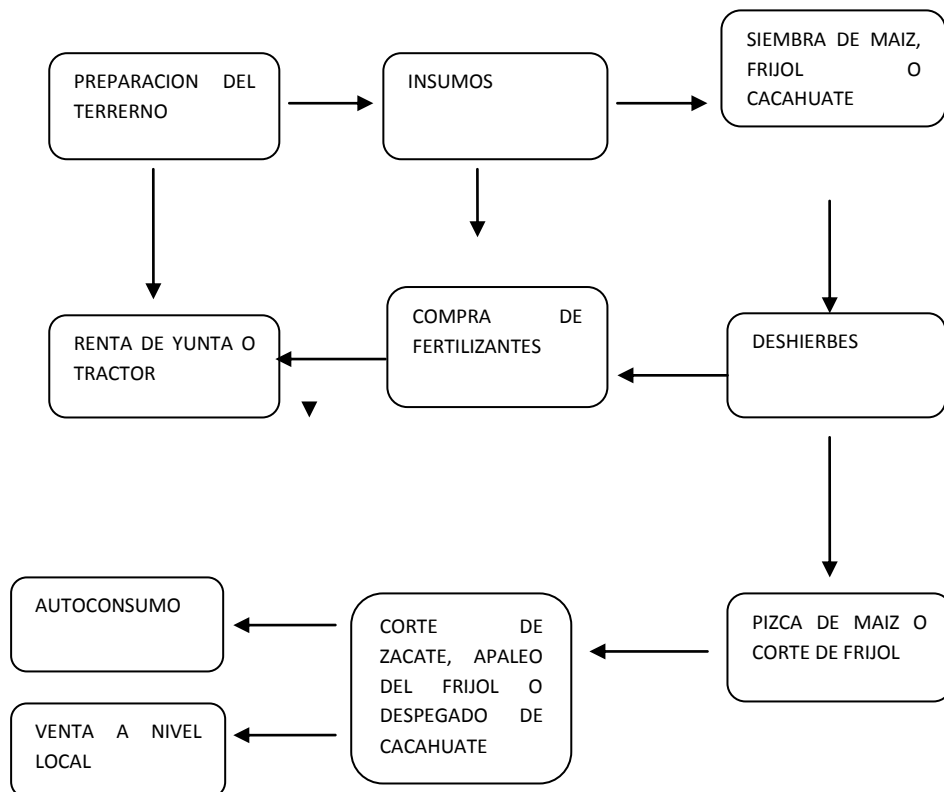 PREPARACION DEL
TERRERNO
INSUMOS
SIEMBRA DE MAIZ,
FRIJOL O
CACAHUATE
RENTA DE YUNTA O
TRACTOR
COMPRA DE
FERTILIZANTES
DESHIERBES
AUTOCONSUMO
VENTA A NIVEL
LOCAL
CORTE DE
ZACATE, APALEO
DEL FRIJOL O
DESPEGADO DE
CACAHUATE
PIZCA DE MAIZ O
CORTE DE FRIJOL